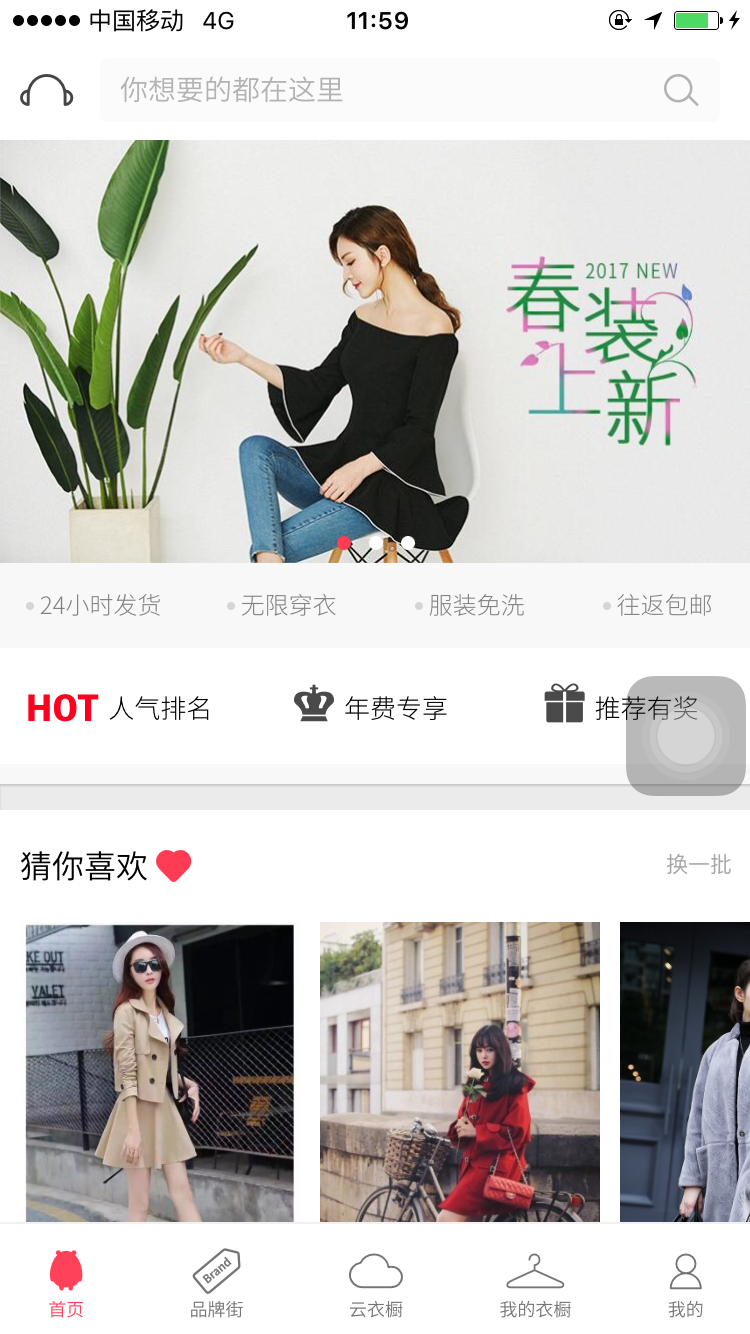 中国移动 4G 11:59
你想要的都在这里
2017 NEW
春装
上新
24小时发货 无限穿衣 服装免洗 往返包邮
HOT 人气排名 年费专享 推荐有奖
猜你喜欢 换一批
KE OUT
VALET
Brand
首页 品牌街 云衣橱 我的衣橱 我的